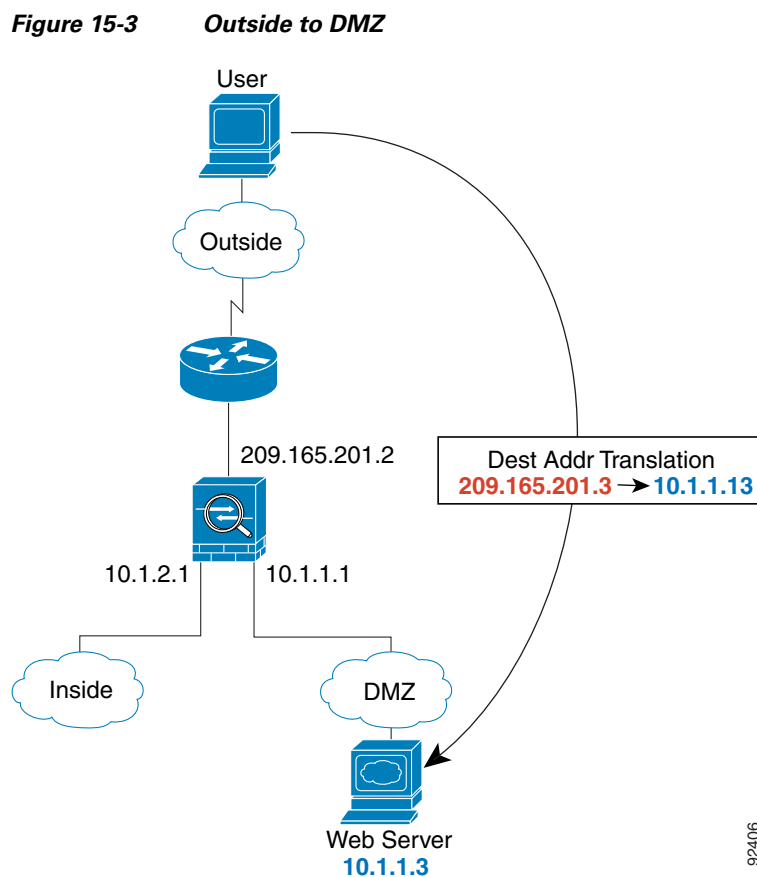 Figure 15-3 Outside to DMZ
User
Outside
209.165.201.2
Dest Addr Translation
209.165.201.3 → 10.1.1.13
10.1.2.1
10.1.1.1
Inside
DMZ
Web Server
10.1.1.3
92406